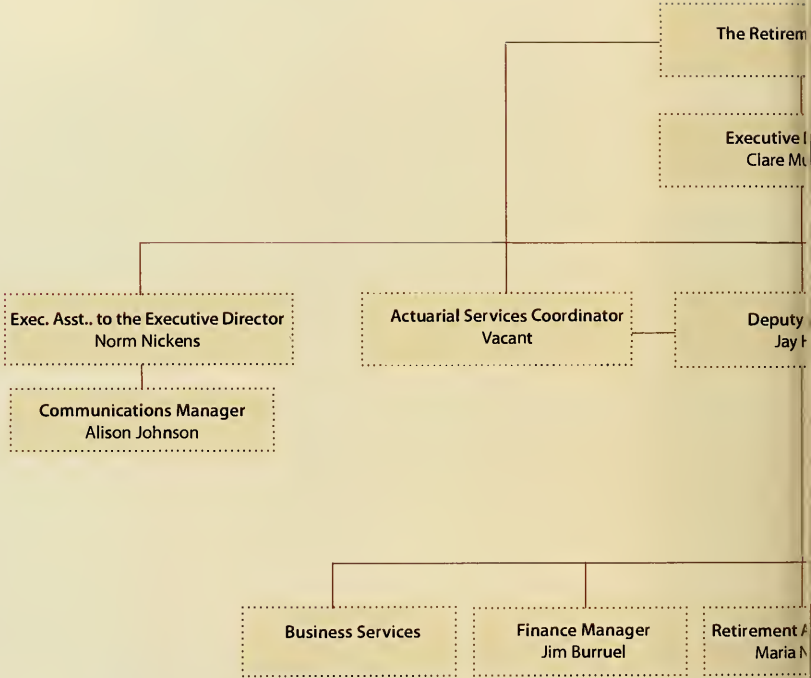 The Retirem
Executive
Clare
Exec. Asst.. to the Executive Director
Norm Nickens
Actuarial Services Coordinator
Vacant
Deputy
Jay
Communications Manager
Alison Johnson
Business Services
Finance Manager
Jim Burruel
Retirement
Maria